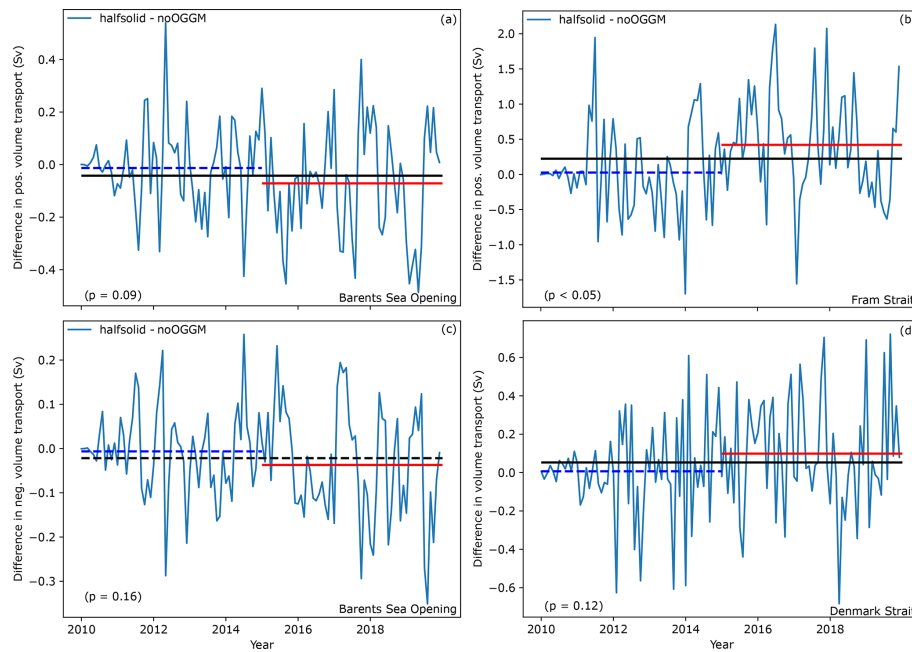 halfsolid - noOGGM
(a)
Difference in pos. volume transport (Sv)
0.4
0.2
0.0
−0.2
−0.4
(p = 0.09)
Barents Sea Opening
halfsolid - noOGGM
(b)
Difference in pos. volume transport (Sv)
2.0
1.5
1.0
0.5
0.0
−0.5
−1.0
−1.5
(p < 0.05)
Fram Strait
halfsolid - noOGGM
(c)
Difference in neg. volume transport (Sv)
0.2
0.1
0.0
−0.1
−0.2
−0.3
(p = 0.16)
Barents Sea Opening
2010
2012
2014
2016
2018
Year
(d)
Difference in volume transport (Sv)
0.6
0.4
0.2
0.0
−0.2
−0.4
−0.6
(p = 0.12)
Denmark Strait
2010
2012
2014
2016
2018
Year